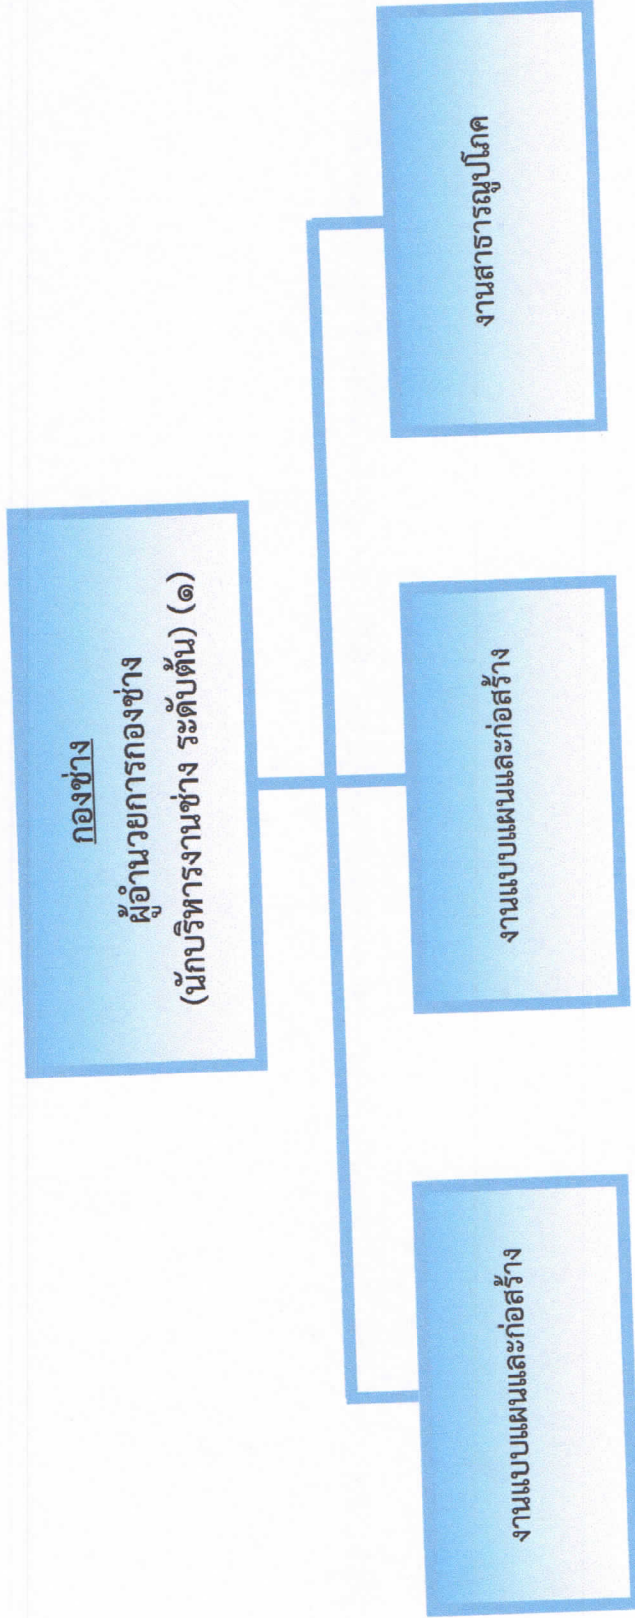 กองช่าง
ผู้อำนวยการกองช่าง
(นักบริหารงานช่าง ระดับต้น) (๑)
งานแบบแผนและก่อสร้าง
งานแบบแผนและก่อสร้าง
งานสาธารณูปโภค